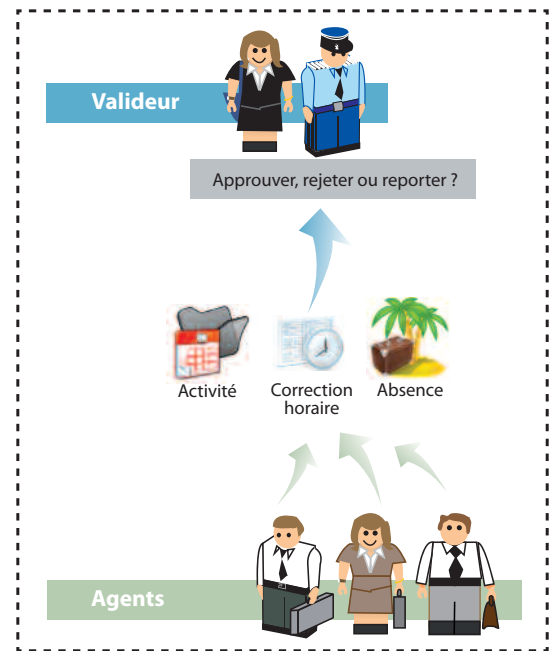 Valideur
Approuver, rejeter ou reporter ?
Activité
Correction
horaire
Absence
Agents